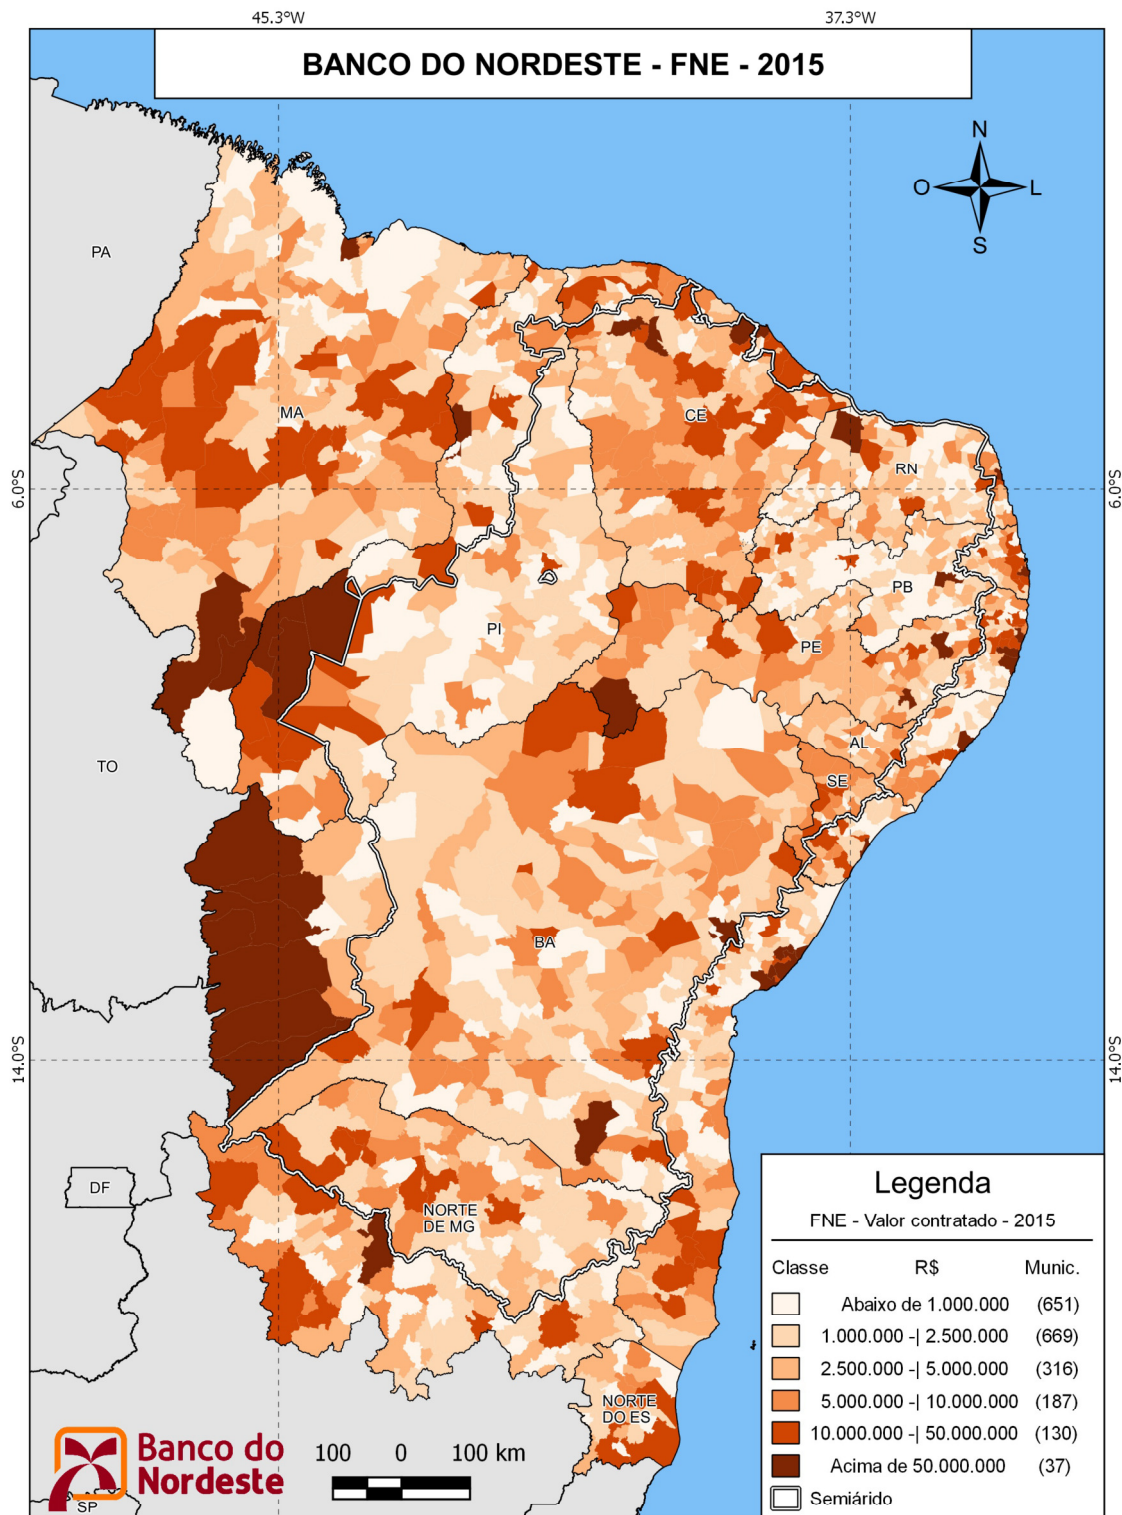 45.3°W
37.3°W
BANCO DO NORDESTE - FNE - 2015
N
O
L
S
PA
MA
CE
RN
6.0°S
6.0°S
PB
PI
PE
AL
TO
SE
BA
14.0°S
14.0°S
DF
NORTE
DE MG
NORTE
DO ES
SP
Legenda
FNE - Valor contratado - 2015
Classe R$ Munic.
Abaixo de 1.000.000 (651)
1.000.000 -| 2.500.000 (669)
2.500.000 -| 5.000.000 (316)
5.000.000 -| 10.000.000 (187)
10.000.000 -| 50.000.000 (130)
Acima de 50.000.000 (37)
Semiárido
Banco do
Nordeste
100 0 100 km